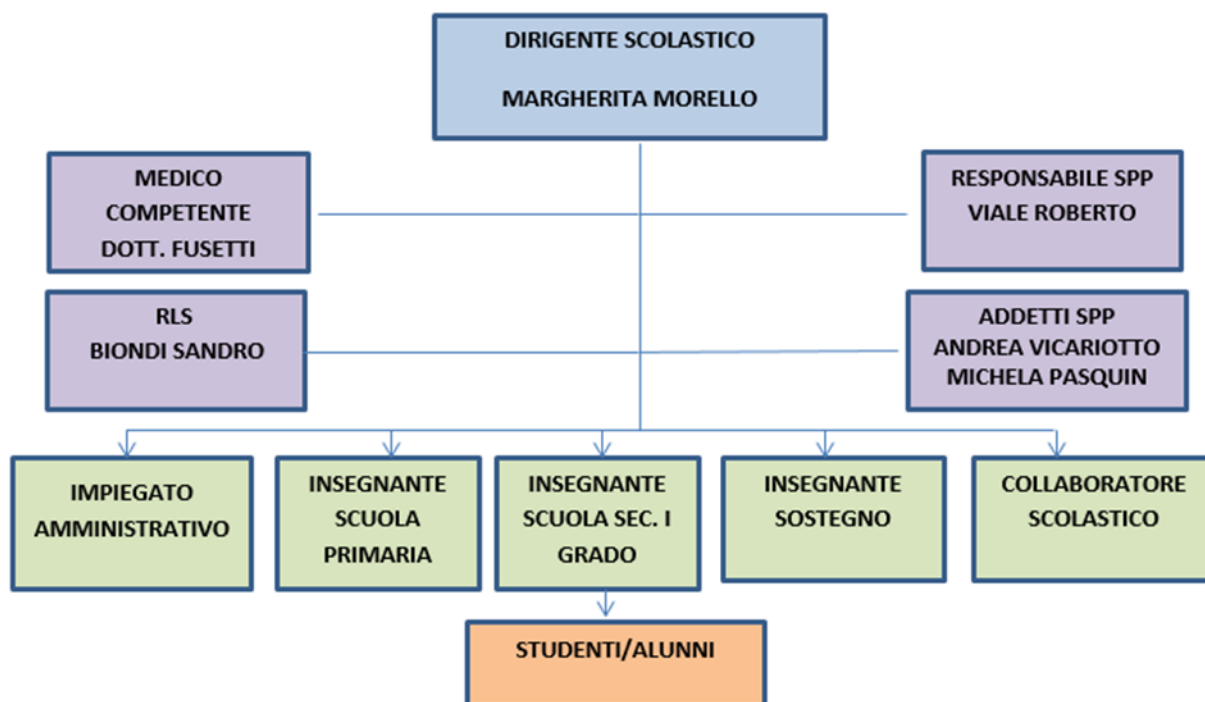 DIRIGENTE SCOLASTICO
MARGHERITA MORELLO
MEDICO
COMPETENTE
DOTT. FUSETTI
RESPONSABILE SPP
VIALE ROBERTO
RLS
BIONDI SANDRO
ADDETTI SPP
ANDREA VICARIOTTO
MICHELA PASQUIN
IMPIEGATO
AMMINISTRATIVO
INSEGNANTE
SCUOLA
PRIMARIA
INSEGNANTE
SCUOLA SEC. I
GRADO
INSEGNANTE
SOSTEGNO
COLLABORATORE
SCOLASTICO
STUDENTI/ALUNNI